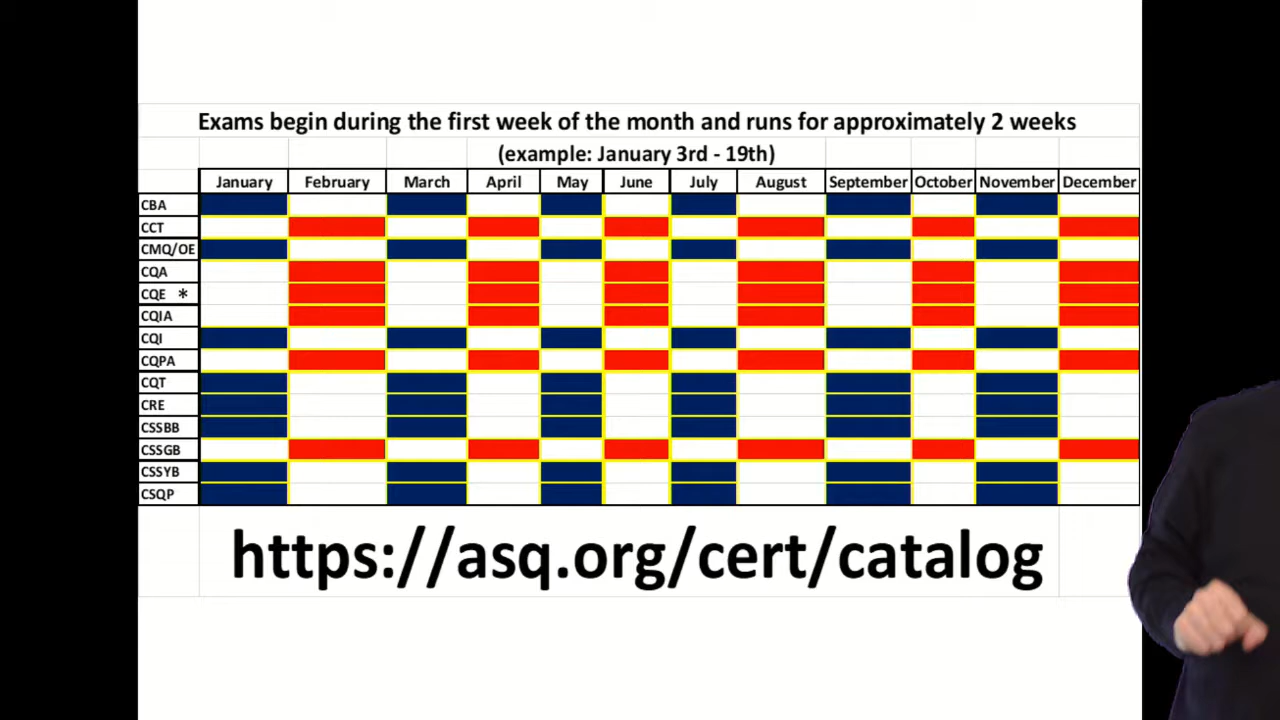 Exams begin during the first week of the month and runs for approximately 2 weeks
(example: January 3rd - 19th)
January February March April May June July August September October November December
CBA
CCT
CMQ/OE
CQA
CQE *
CQIA
CQI
CQPA
CQT
CRE
CSSBB
CSSGB
CSSYB
CSQP
https://asq.org/cert/catalog